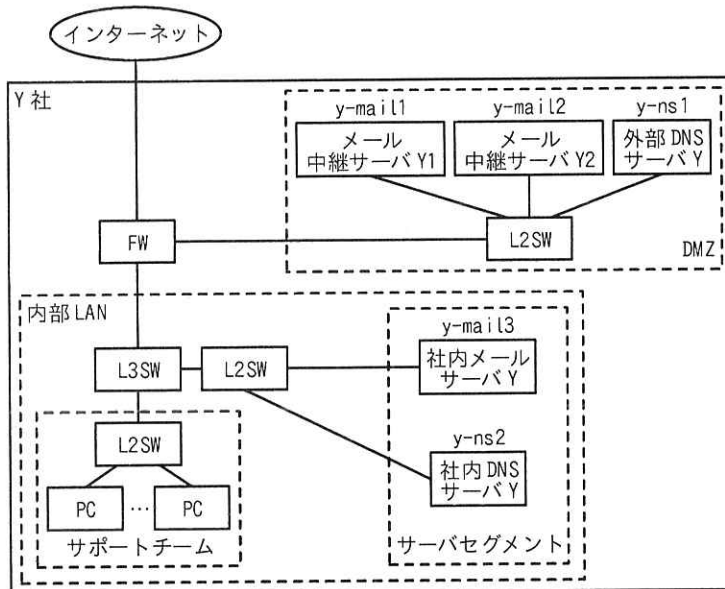 インターネット
Y社
y-mail1
y-mail2
y-ns1
メール
中継サーバY1
メール
中継サーバY2
外部DNS
サーバY
FW
L2SW
DMZ
内部LAN
y-mail3
L3SW
L2SW
社内メール
サーバY
L2SW
y-ns2
社内DNS
サーバY
PC
…
PC
サポートチーム
サーバセグメント